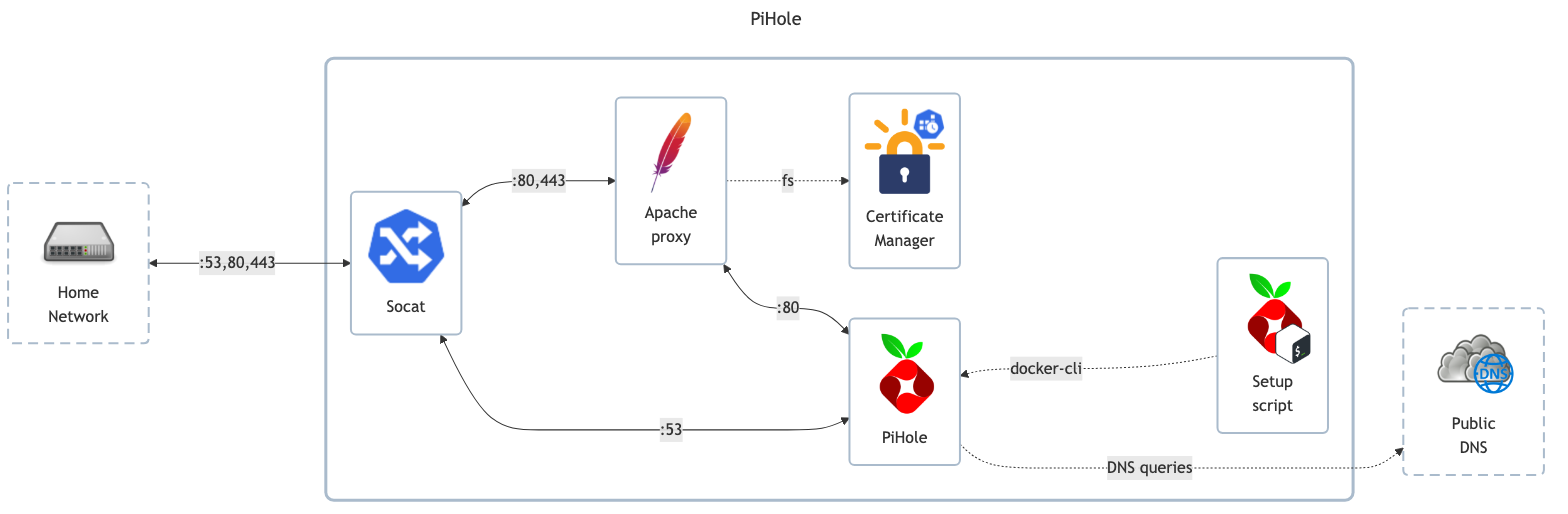 PiHole
:80,443
fs
Apache
proxy
Certificate
Manager
:53,80,443
Home
Network
Socat
:80
$_
docker-cli
Setup
script
DNS
:53
PiHole
Public
DNS
DNS queries